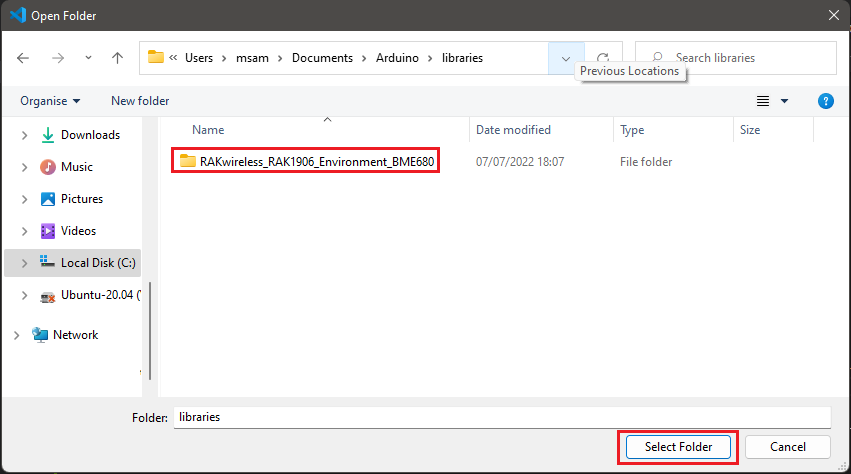 Open Folder
« Users > msam > Documents > Arduino > libraries
Search libraries
Previous Locations
Organise
New folder
Name
Date modified
Type
Size
Downloads
Music
Pictures
Videos
Local Disk (C:)
Ubuntu-20.04 (
Network
RAKwireless_RAK1906_Environment_BME680
07/07/2022 18:07
File folder
Folder:
libraries
Select Folder
Cancel